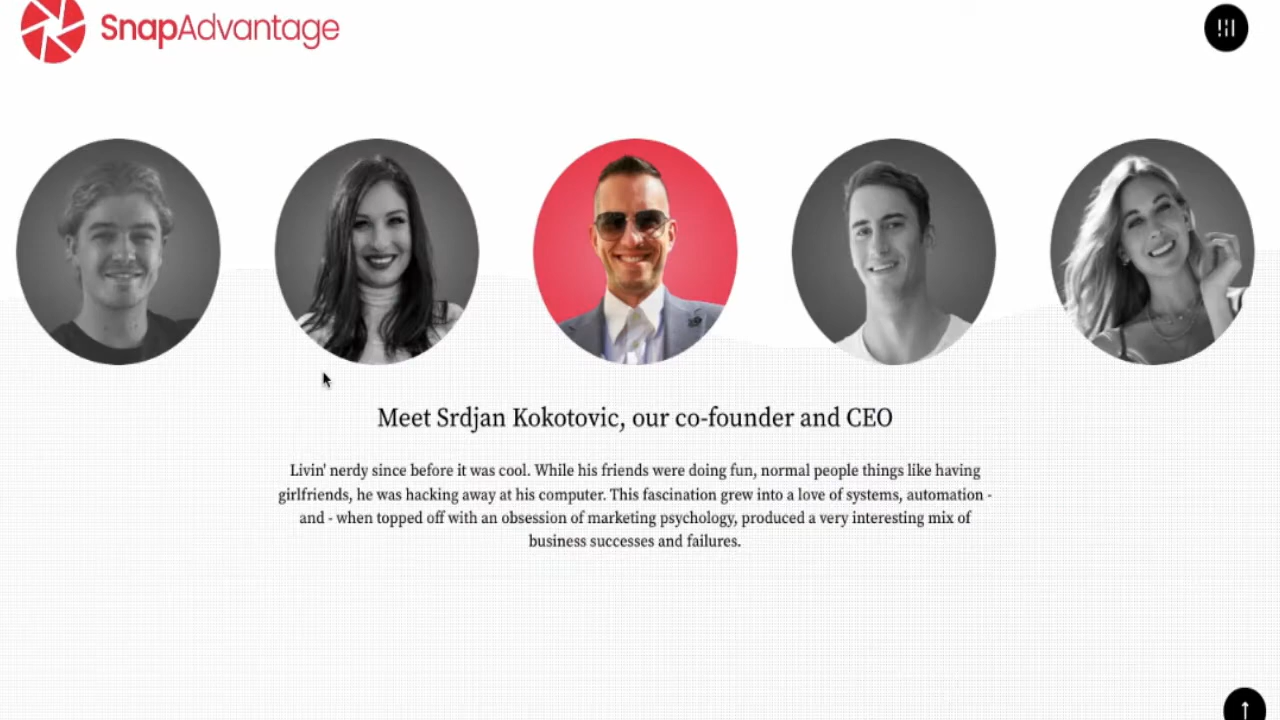 SnapAdvantage
Meet Srdjan Kokotovic, our co-founder and CEO
Livin' nerdy since before it was cool. While his friends were doing fun, normal people things like having
girlfriends, he was hacking away at his computer. This fascination grew into a love of systems, automation -
and - when topped off with an obsession of marketing psychology, produced a very interesting mix of
business successes and failures.